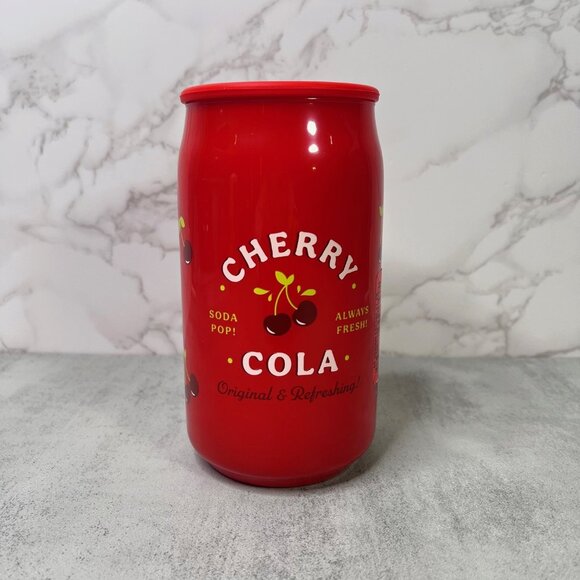 CHERRY
SODA
POP!
ALWAYS
FRESH!
COLA
Original & Refreshing!